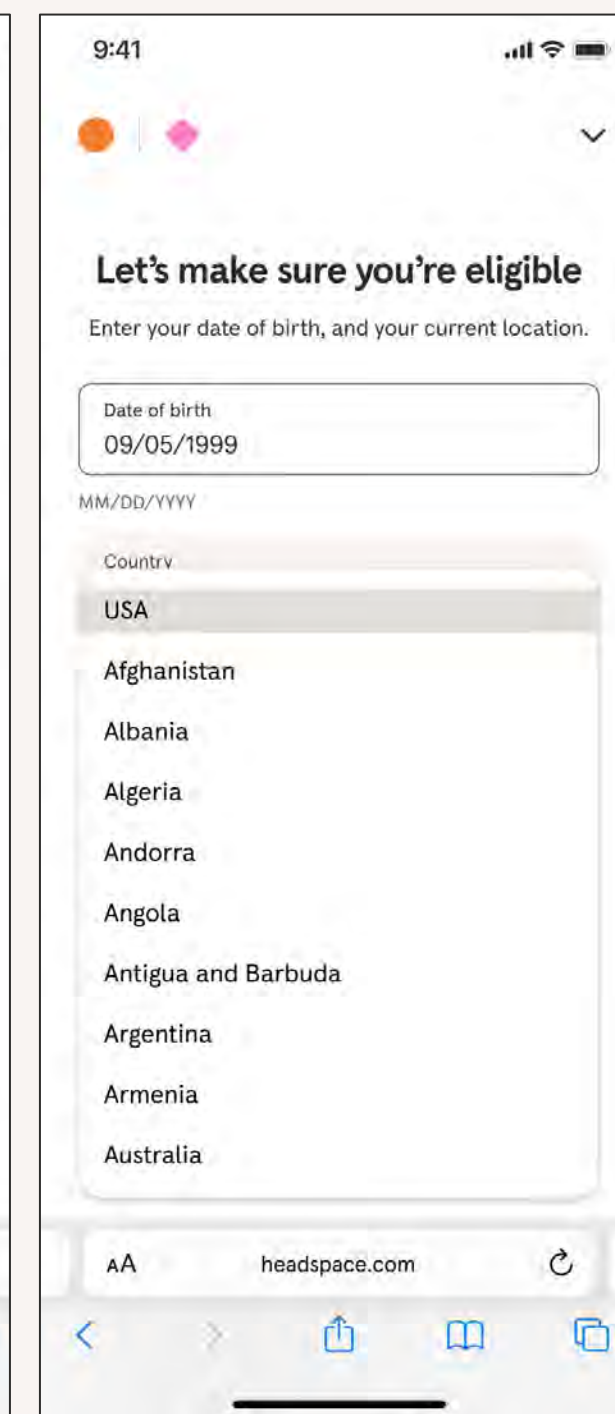 9:41
Let’s make sure you’re eligible
Enter your date of birth, and your current location.
Date of birth
09/05/1999
MM/DD/YYYY
Country
USA
Afghanistan
Albania
Algeria
Andorra
Angola
Antigua and Barbuda
Argentina
Armenia
Australia
AA headspace.com